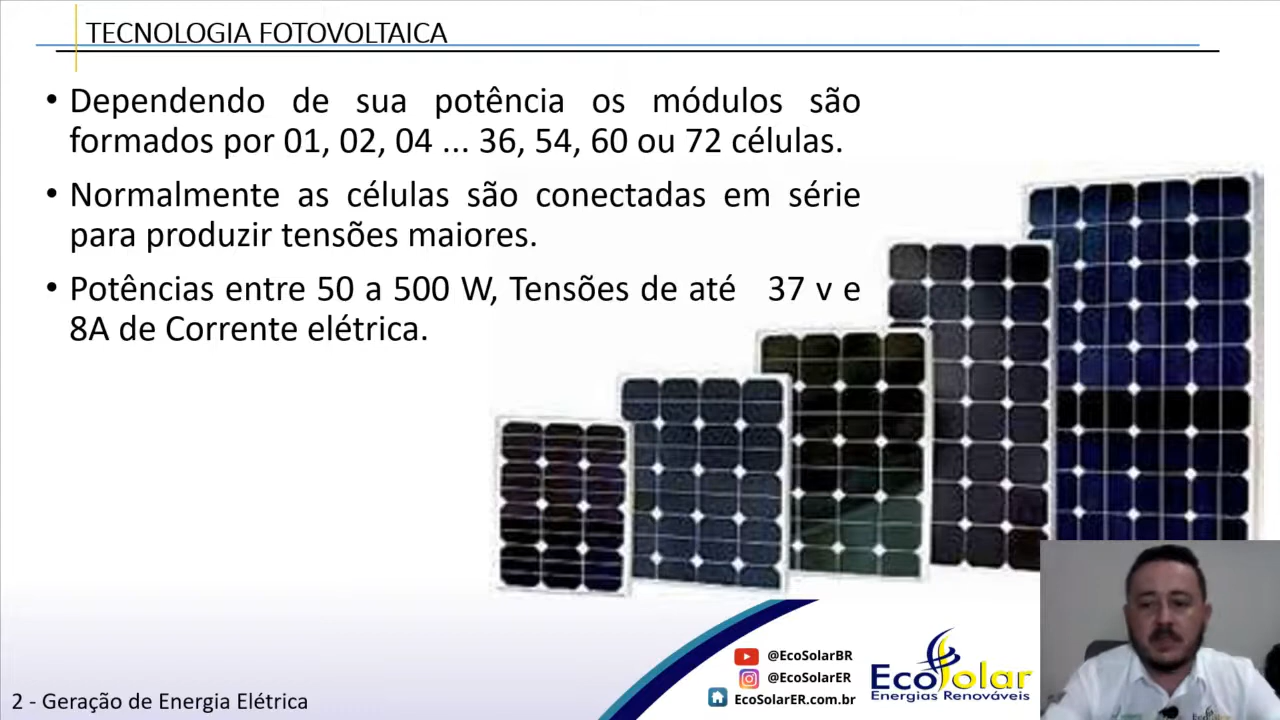 TECNOLOGIA FOTOVOLTAICA
• Dependendo de sua potência os módulos são
formados por 01, 02, 04 ... 36, 54, 60 ou 72 células.
• Normalmente as células são conectadas em série
para produzir tensões maiores.
• Potências entre 50 a 500 W, Tensões de até 37 v e
8A de Corrente elétrica.
@EcoSolarBR
@EcoSolarER
EcoSolarER.com.br
EcoSolar
Energias Renováveis
2 - Geração de Energia Elétrica